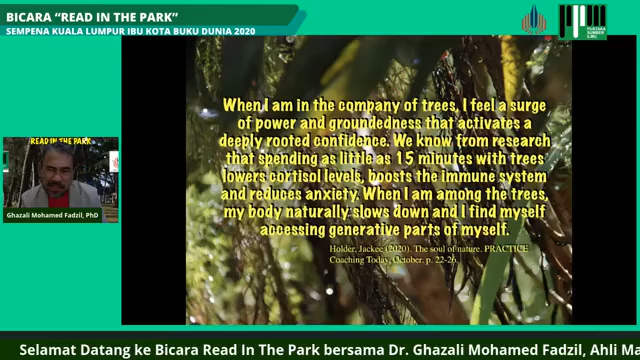 BICARA “READ IN THE PARK”
SEMPENA KUALA LUMPUR IBU KOTA BUKU DUNIA 2020
PUSTAKA
SUMBER
ILMU
When I am in the company of trees, I feel a surge
of power and groundedness that activates a
deeply rooted confidence. We know from research
that spending as little as 15 minutes with trees
lowers cortisol levels, boosts the immune system
and reduces anxiety. When I am among the trees,
my body naturally slows down and I find myself
accessing generative parts of myself.
Holder, Jackee (2020). The soul of nature. PRACTICE
Coaching Today, October. p. 22-26.
READ IN THE PARK
Ghazali Mohamed Fadzil, PhD
Selamat Datang ke Bicara Read In The Park bersama Dr. Ghazali Mohamed Fadzil, Ahli Ma